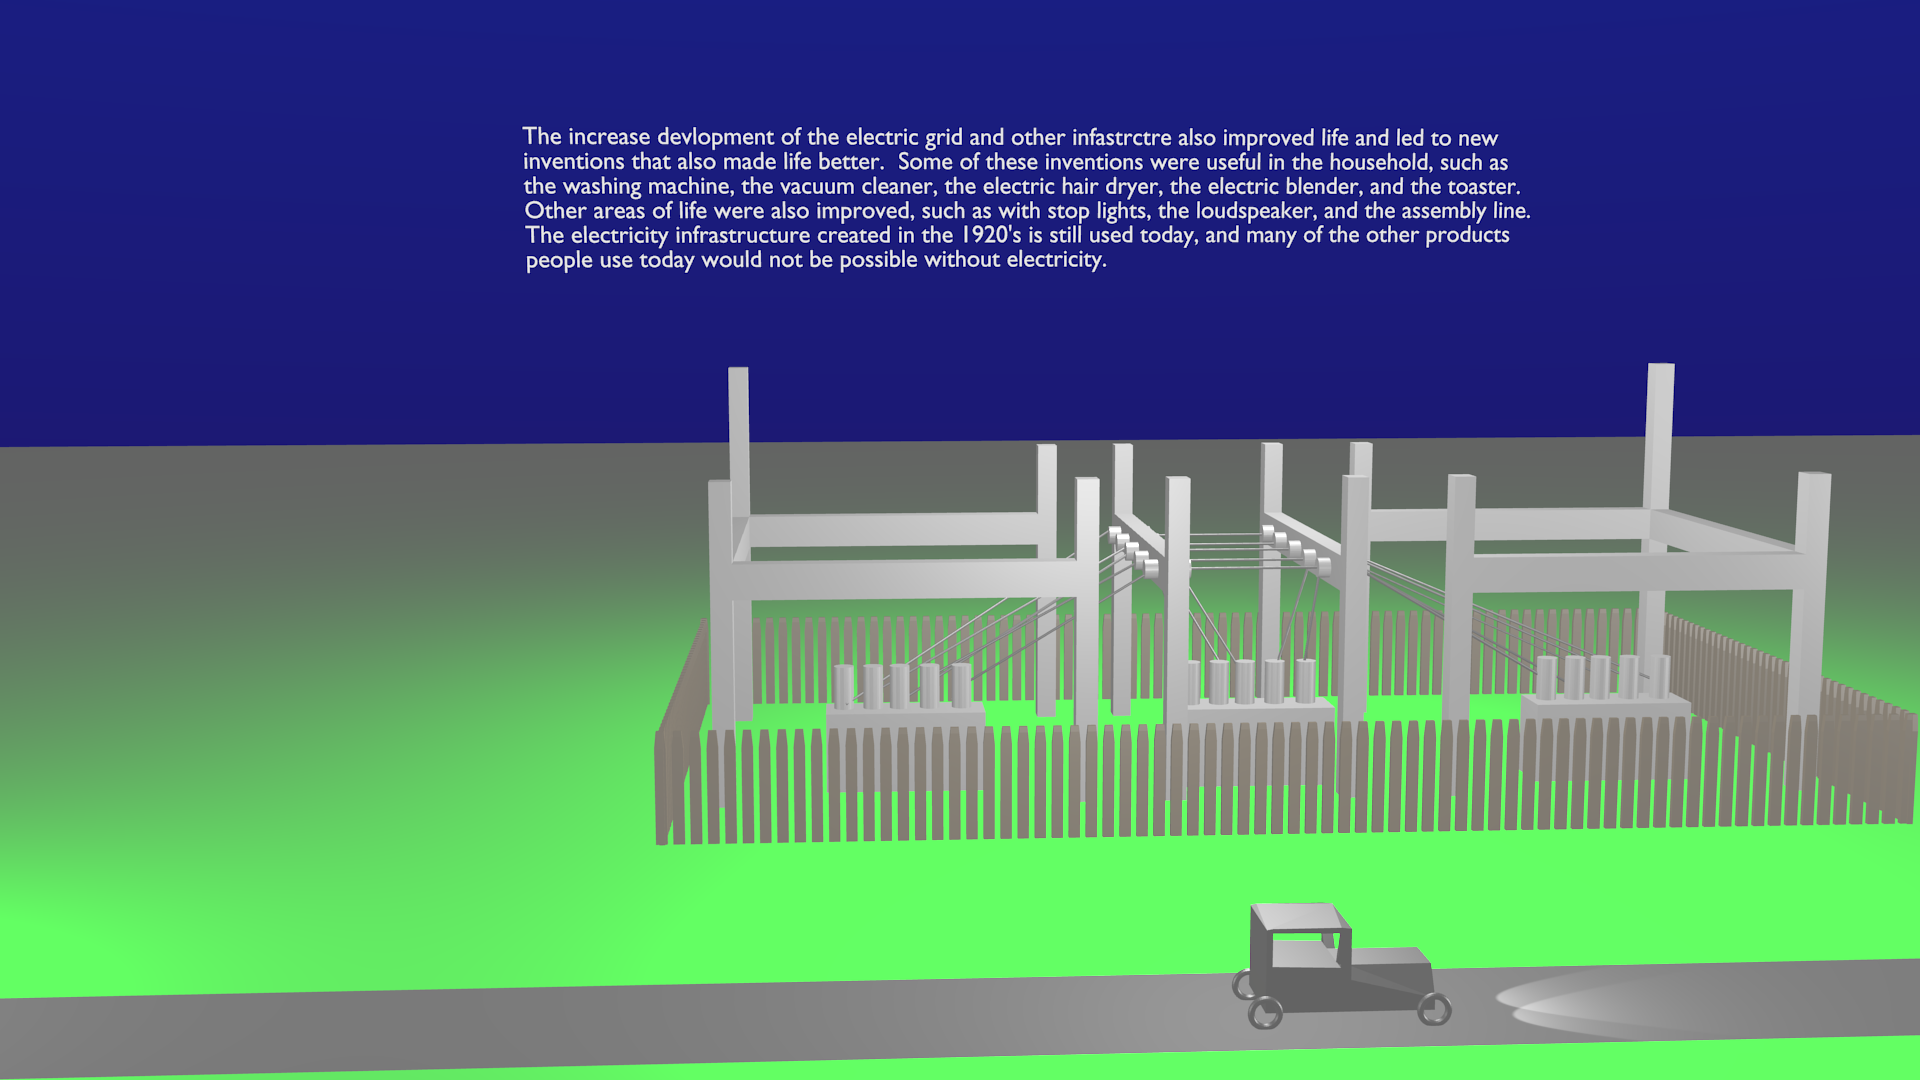 The increase devlopment of the electric grid and other infastrctre also improved life and led to new
inventions that also made life better.  Some of these inventions were useful in the household, such as
the washing machine, the vacuum cleaner, the electric hair dryer, the electric blender, and the toaster.
Other areas of life were also improved, such as with stop lights, the loudspeaker, and the assembly line.
The electricity infrastructure created in the 1920's is still used today, and many of the other products
people use today would not be possible without electricity.